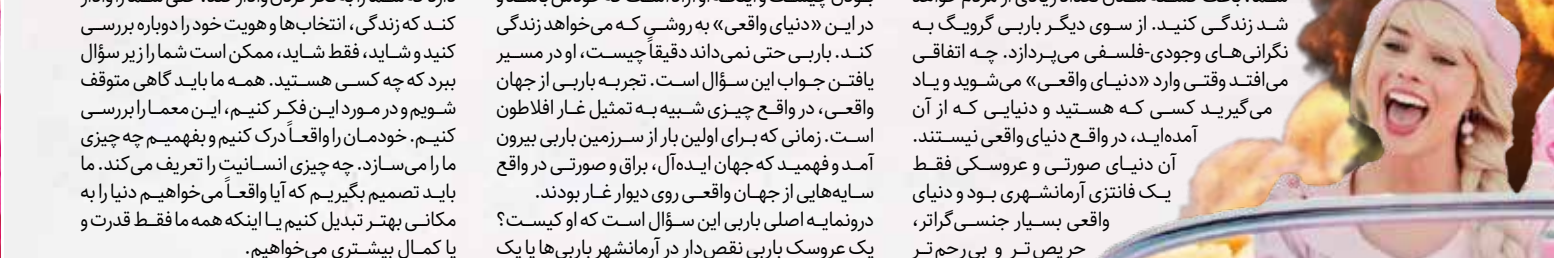 شد زندگی کنید. از سوی دیگر باربی گرویگ به
نگرانی‌های وجودی-فلسفی می‌پردازد. چه اتفاقی
می‌افتد وقتی وارد «دنیای واقعی» می‌شوید و یاد
می‌گیرید کسی که هستید و دنیایی که از آن
آمده‌اید، در واقع دنیای واقعی نیستند.
آن دنیای صورتی و عروسکی فقط
یک فانتزی آرمانشهری بود و دنیای
واقعی بسیار جنسی‌گراتر،
حریص‌تر و بی‌رحم‌تر
در این «دنیای واقعی» به روشی که می‌خواهد زندگی
کند. باربی حتی نمی‌داند دقیقاً چیست، او در مسیر
یافتن جواب این سؤال است. تجربه باربی از جهان
واقعی، در واقع چیزی شبیه به تمثیل غار افلاطون
است. زمانی که برای اولین بار از سرزمین باربی بیرون
آمد و فهمید که جهان ایده‌آل، براق و صورتی در واقع
سایه‌هایی از جهان واقعی روی دیوار غار بودند.
درونمایه اصلی باربی این سؤال است که او کیست؟
یک عروسک باربی نقص‌دار در آرمانشهر باربی‌ها یا یک
کند که زندگی، انتخاب‌ها و هویت خود را دوباره بررسی
کنید و شاید، فقط شاید، ممکن است شما را زیر سؤال
ببرد که چه کسی هستید. همه ما باید گاهی متوقف
شویم و در مورد این فکر کنیم، این معما را بررسی
کنیم. خودمان را واقعاً درک کنیم و بفهمیم چه چیزی
ما را می‌سازد. چه چیزی انسانیت را تعریف می‌کند. ما
باید تصمیم بگیریم که آیا واقعاً می‌خواهیم دنیا را به
مکانی بهتر تبدیل کنیم یا اینکه همه ما فقط قدرت و
یا کمال بیشتری می‌خواهیم.